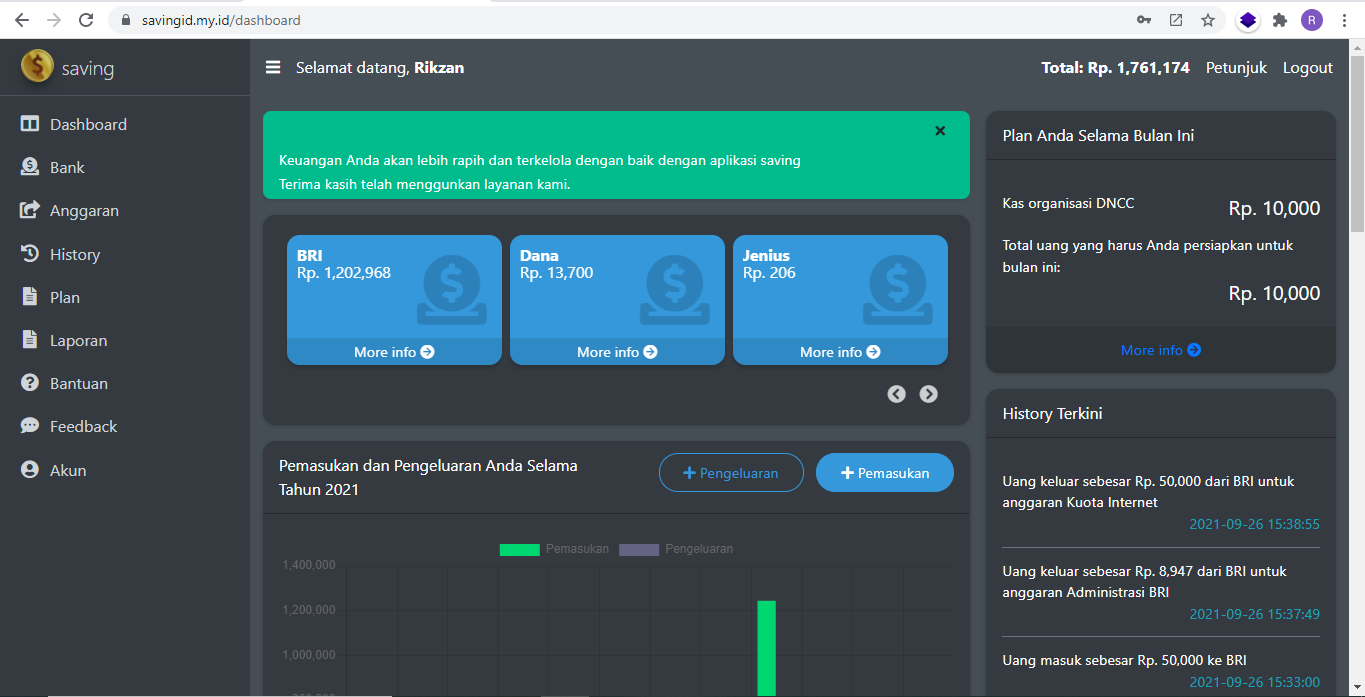 savingid.my.id/dashboard
R
saving
Selamat datang, Rikzan
Total: Rp. 1,761,174
Petunjuk
Logout
Dashboard
Bank
Anggaran
History
Plan
Laporan
Bantuan
Feedback
Akun
Keuangan Anda akan lebih rapih dan terkelola dengan baik dengan aplikasi saving
Terima kasih telah menggunkan layanan kami.
BRI
Rp. 1,202,968
More info
Dana
Rp. 13,700
More info
Jenius
Rp. 206
More info
Pemasukan dan Pengeluaran Anda Selama
Tahun 2021
Pengeluaran
Pemasukan
Pemasukan
Pengeluaran
1,400,000
1,200,000
1,000,000
Plan Anda Selama Bulan Ini
Kas organisasi DNCC
Rp. 10,000
Total uang yang harus Anda persiapkan untuk
bulan ini:
Rp. 10,000
More info
History Terkini
Uang keluar sebesar Rp. 50,000 dari BRI untuk
anggaran Kuota Internet
2021-09-26 15:38:55
Uang keluar sebesar Rp. 8,947 dari BRI untuk
anggaran Administrasi BRI
2021-09-26 15:37:49
Uang masuk sebesar Rp. 50,000 ke BRI
2021-09-26 15:33:00